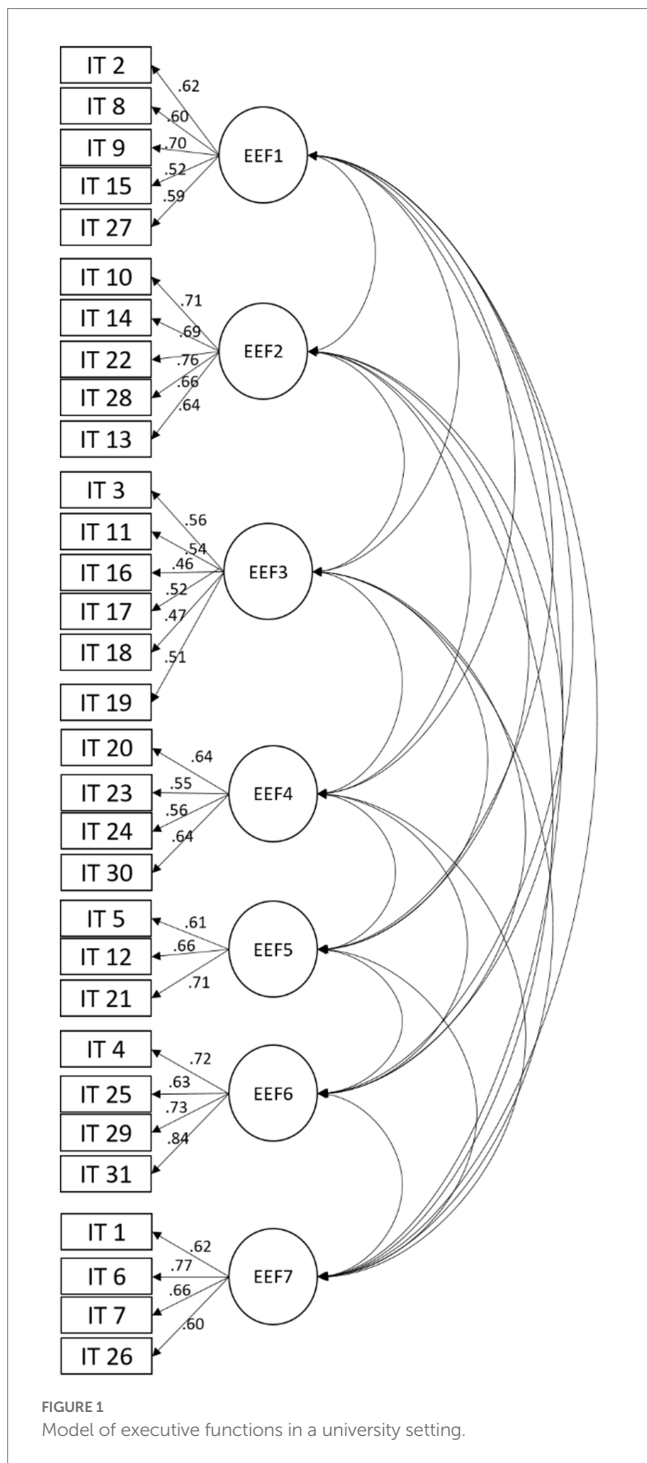 IT 2
.62
IT 8
.60
IT 9
.70
EEF1
IT 15
.52
IT 27
.59
IT 10
.71
IT 14
.69
IT 22
.76
EEF2
IT 28
.66
IT 13
.64
IT 3
.56
IT 11
.54
IT 16
.46
EEF3
IT 17
.52
IT 18
.47
IT 19
.51
IT 20
.64
IT 23
.55
EEF4
IT 24
.56
IT 30
.64
IT 5
.61
IT 12
.66
EEF5
IT 21
.71
IT 4
.72
IT 25
.63
EEF6
IT 29
.73
IT 31
.84
IT 1
.62
IT 6
.77
EEF7
IT 7
.66
IT 26
.60
FIGURE 1
Model of executive functions in a university setting.